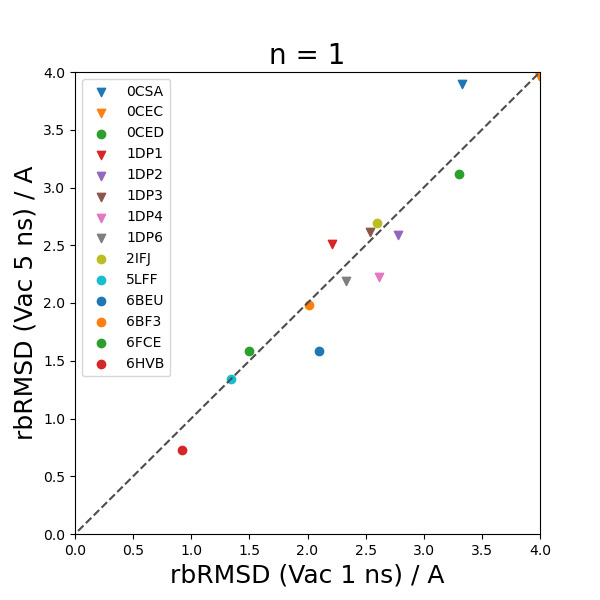 n = 1
rbRMSD (Vac 5 ns) / A
4.0
3.5
3.0
2.5
2.0
1.5
1.0
0.5
0.0
0CSA
0CEC
0CED
1DP1
1DP2
1DP3
1DP4
1DP6
2IFJ
5LFF
6BEU
6BF3
6FCE
6HVB
0.0 0.5 1.0 1.5 2.0 2.5 3.0 3.5 4.0
rbRMSD (Vac 1 ns) / A